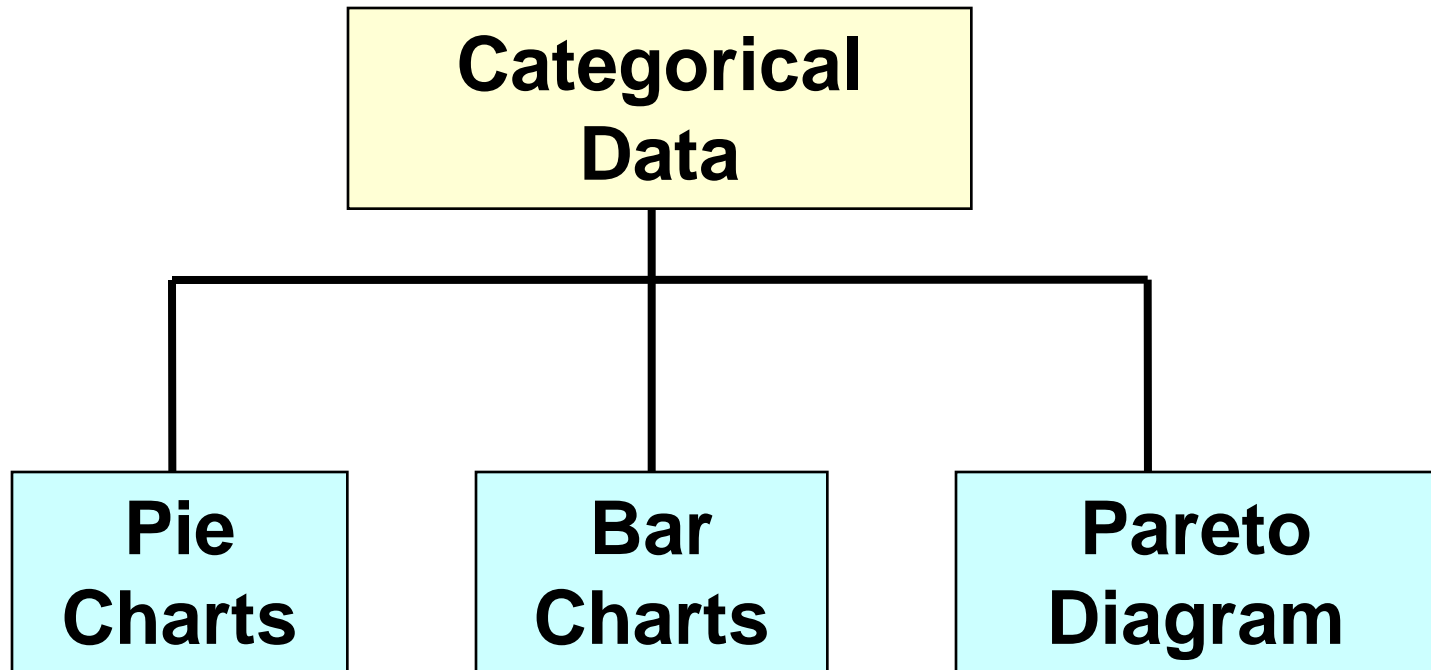 Categorical
Data
Pie
Charts
Bar
Charts
Pareto
Diagram